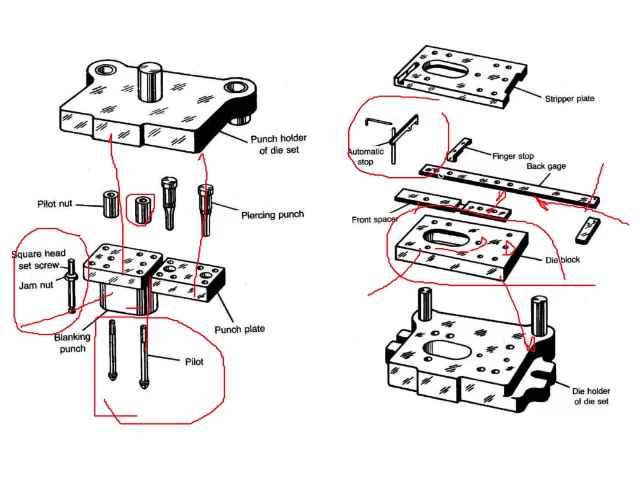 Stripper plate
Punch holder
of die set
Automatic
stop
Finger stop
Back gage
Pilot nut
Piercing punch
Front spacer
Square head
set screw
Jam nut
Die block
Punch plate
Blanking
punch
Pilot
Die holder
of die set